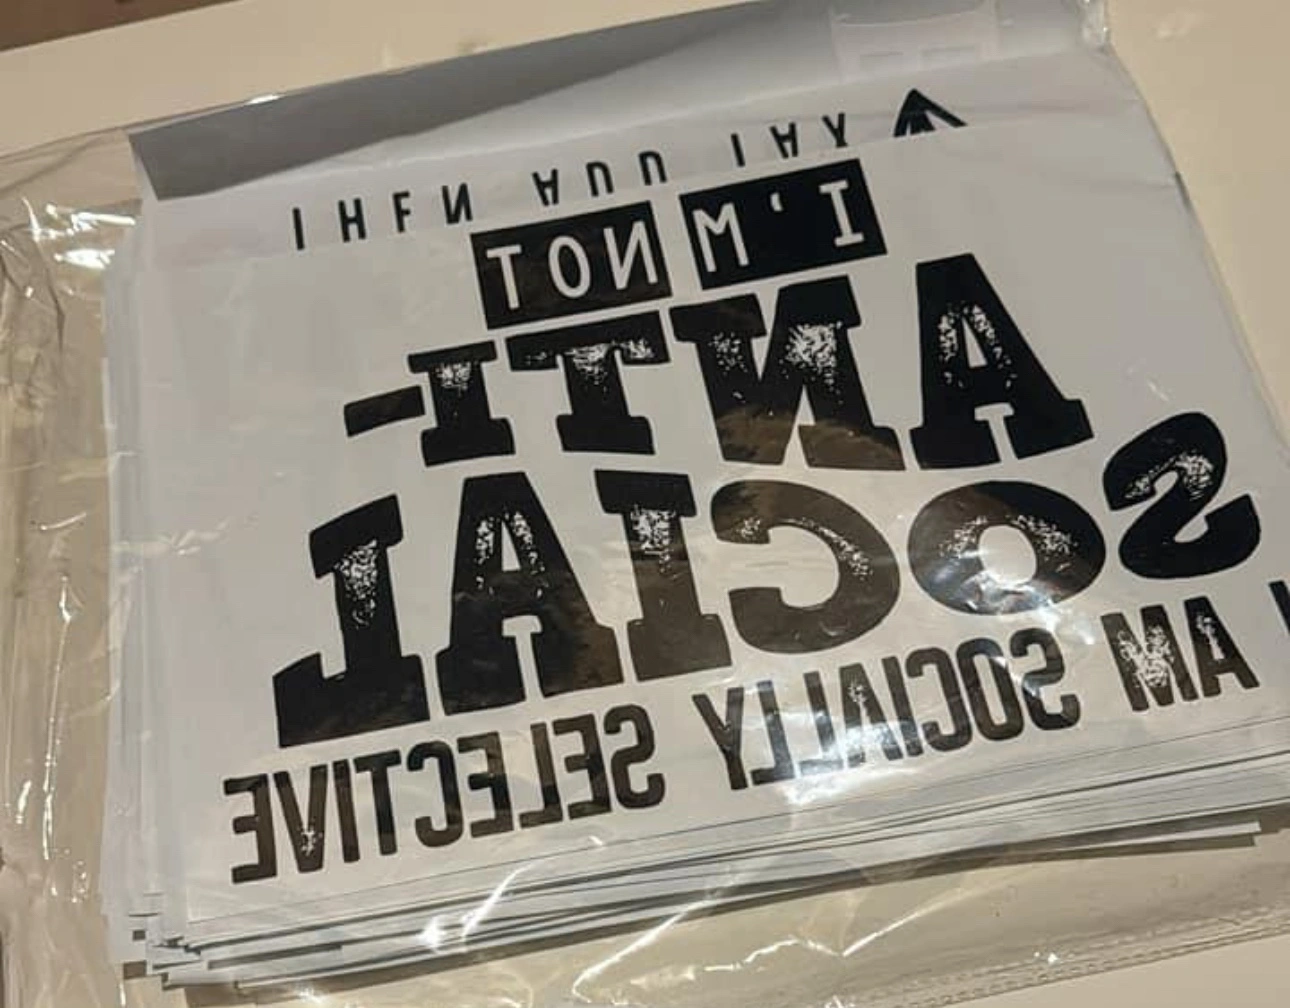 I'M NOT
ANTI-
SOCIAL
I AM SOCIALLY SELECTIVE